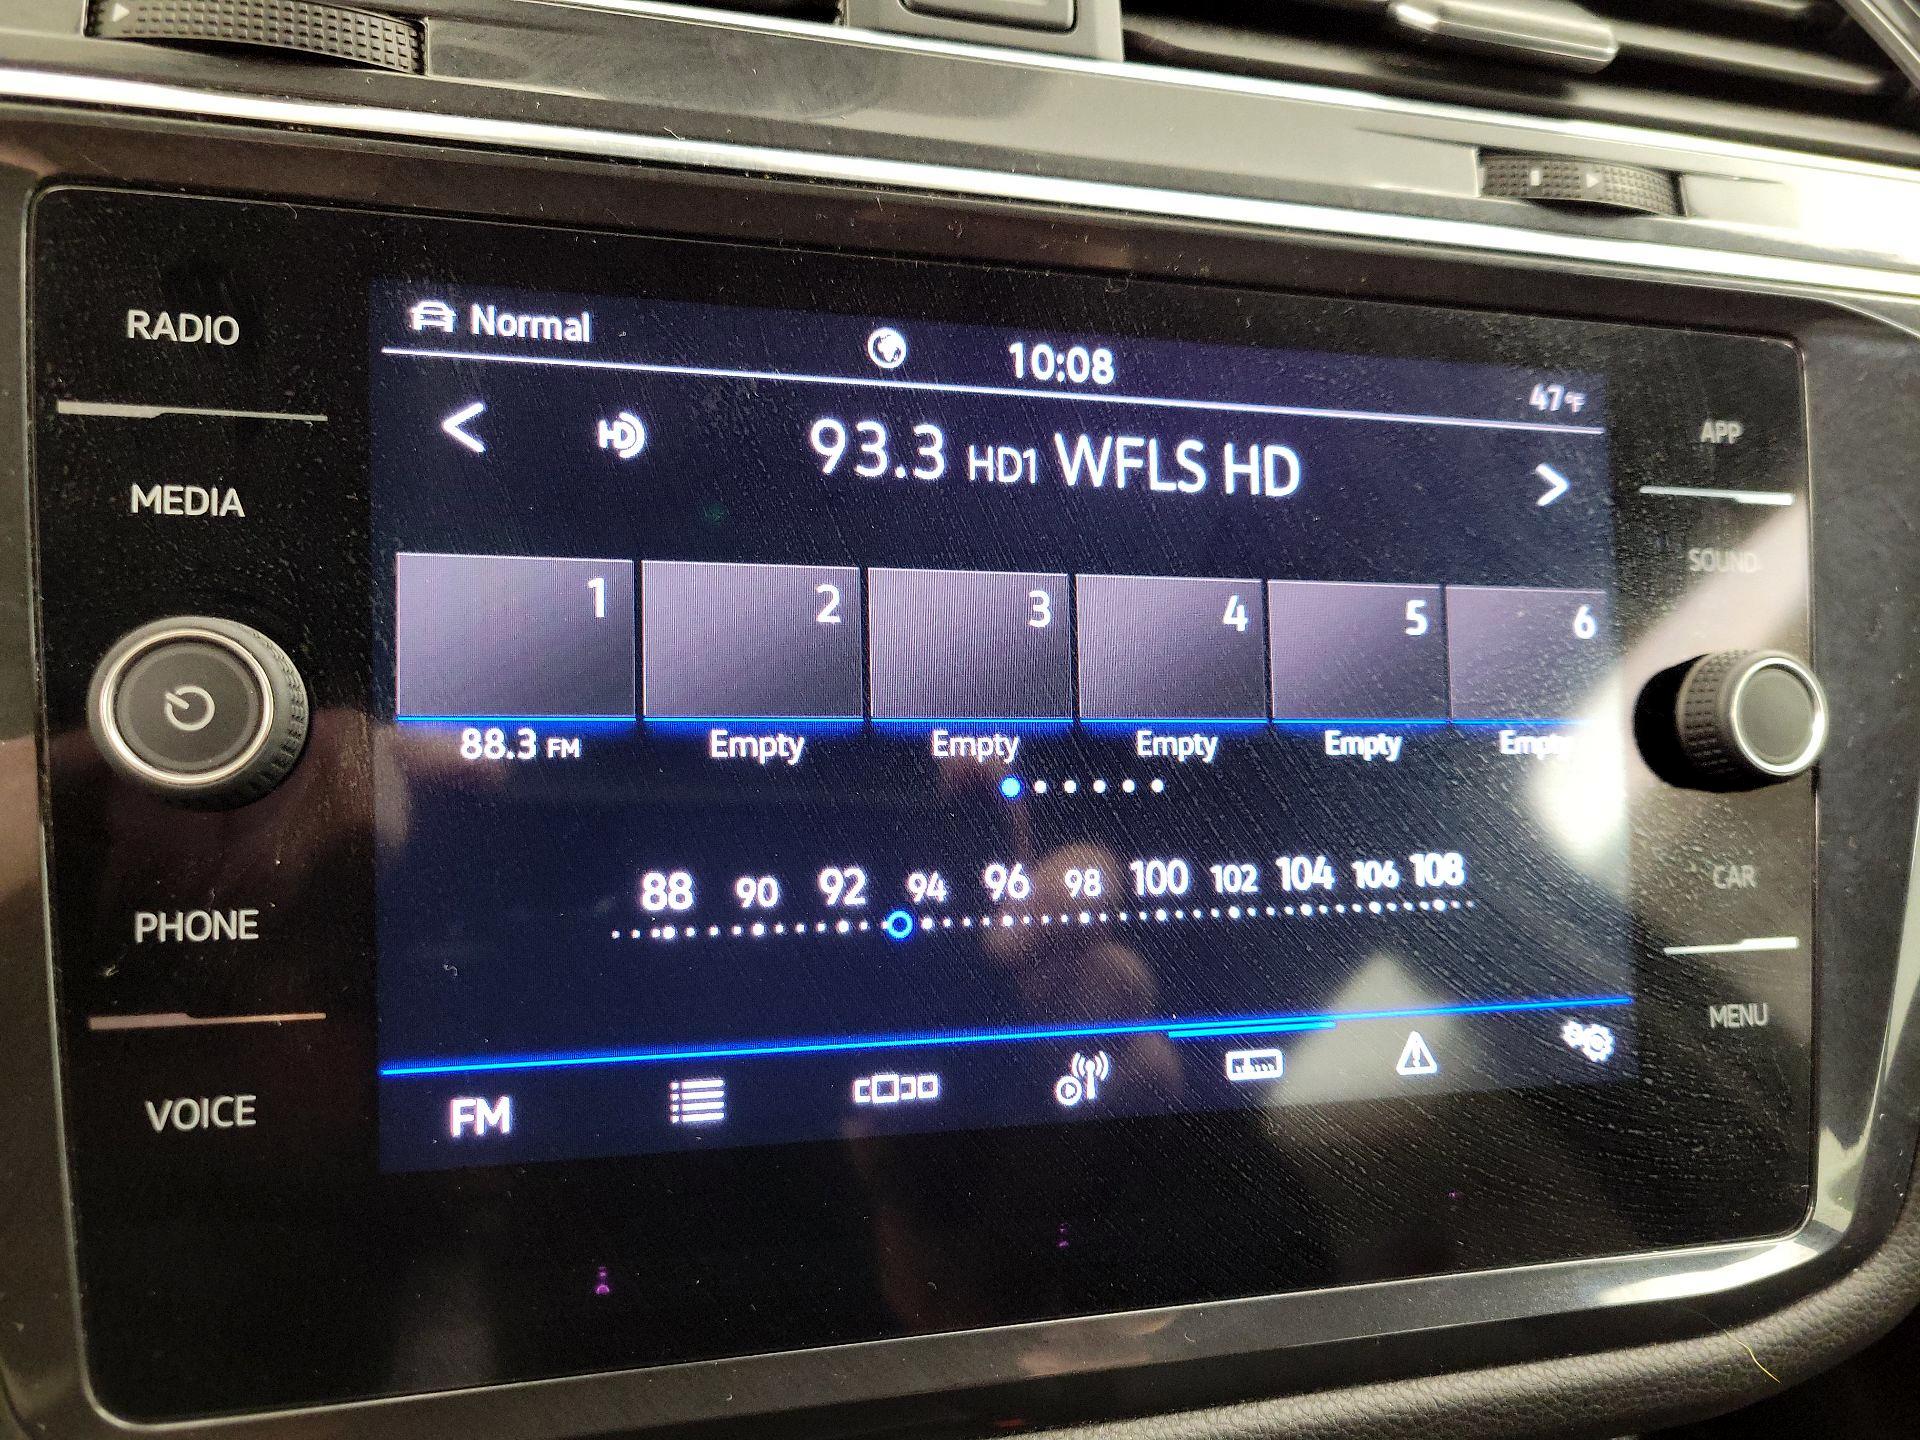 RADIO
MEDIA
PHONE
VOICE
Normal
10:08
47°F
HD
93.3 HD1 WFLS HD
1 2 3 4 5 6
88.3 FM Empty Empty Empty Empty Empty
88 90 92 94 96 98 100 102 104 106 108
FM
APP
SOUND
CAR
MENU